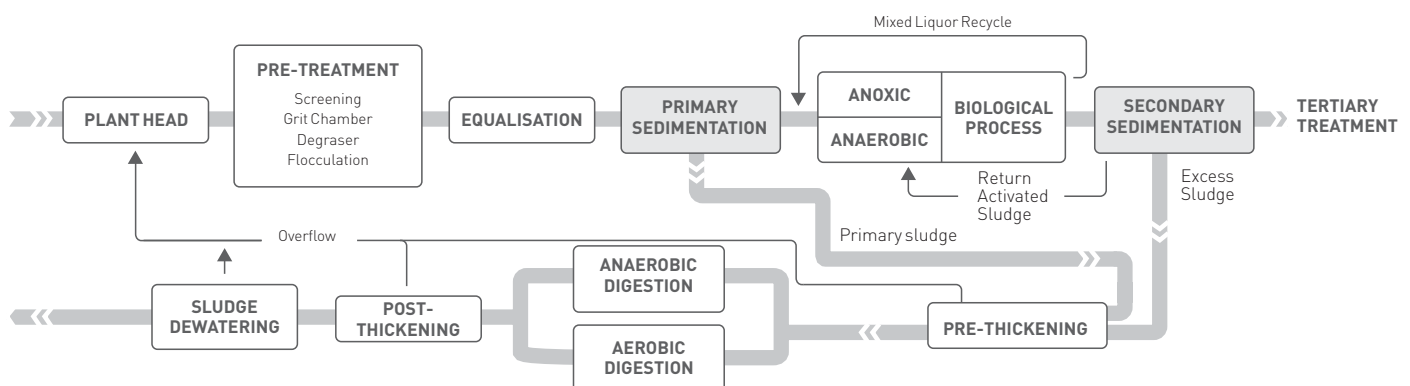 Mixed Liquor Recycle
PLANT HEAD
PRE-TREATMENT
Screening
Grit Chamber
Degraser
Flocculation
EQUALISATION
PRIMARY
SEDIMENTATION
ANOXIC
ANAEROBIC
BIOLOGICAL
PROCESS
SECONDARY
SEDIMENTATION
TERTIARY
TREATMENT
Return
Activated
Sludge
Excess
Sludge
Overflow
Primary sludge
SLUDGE
DEWATERING
POST-
THICKENING
ANAEROBIC
DIGESTION
AEROBIC
DIGESTION
PRE-THICKENING